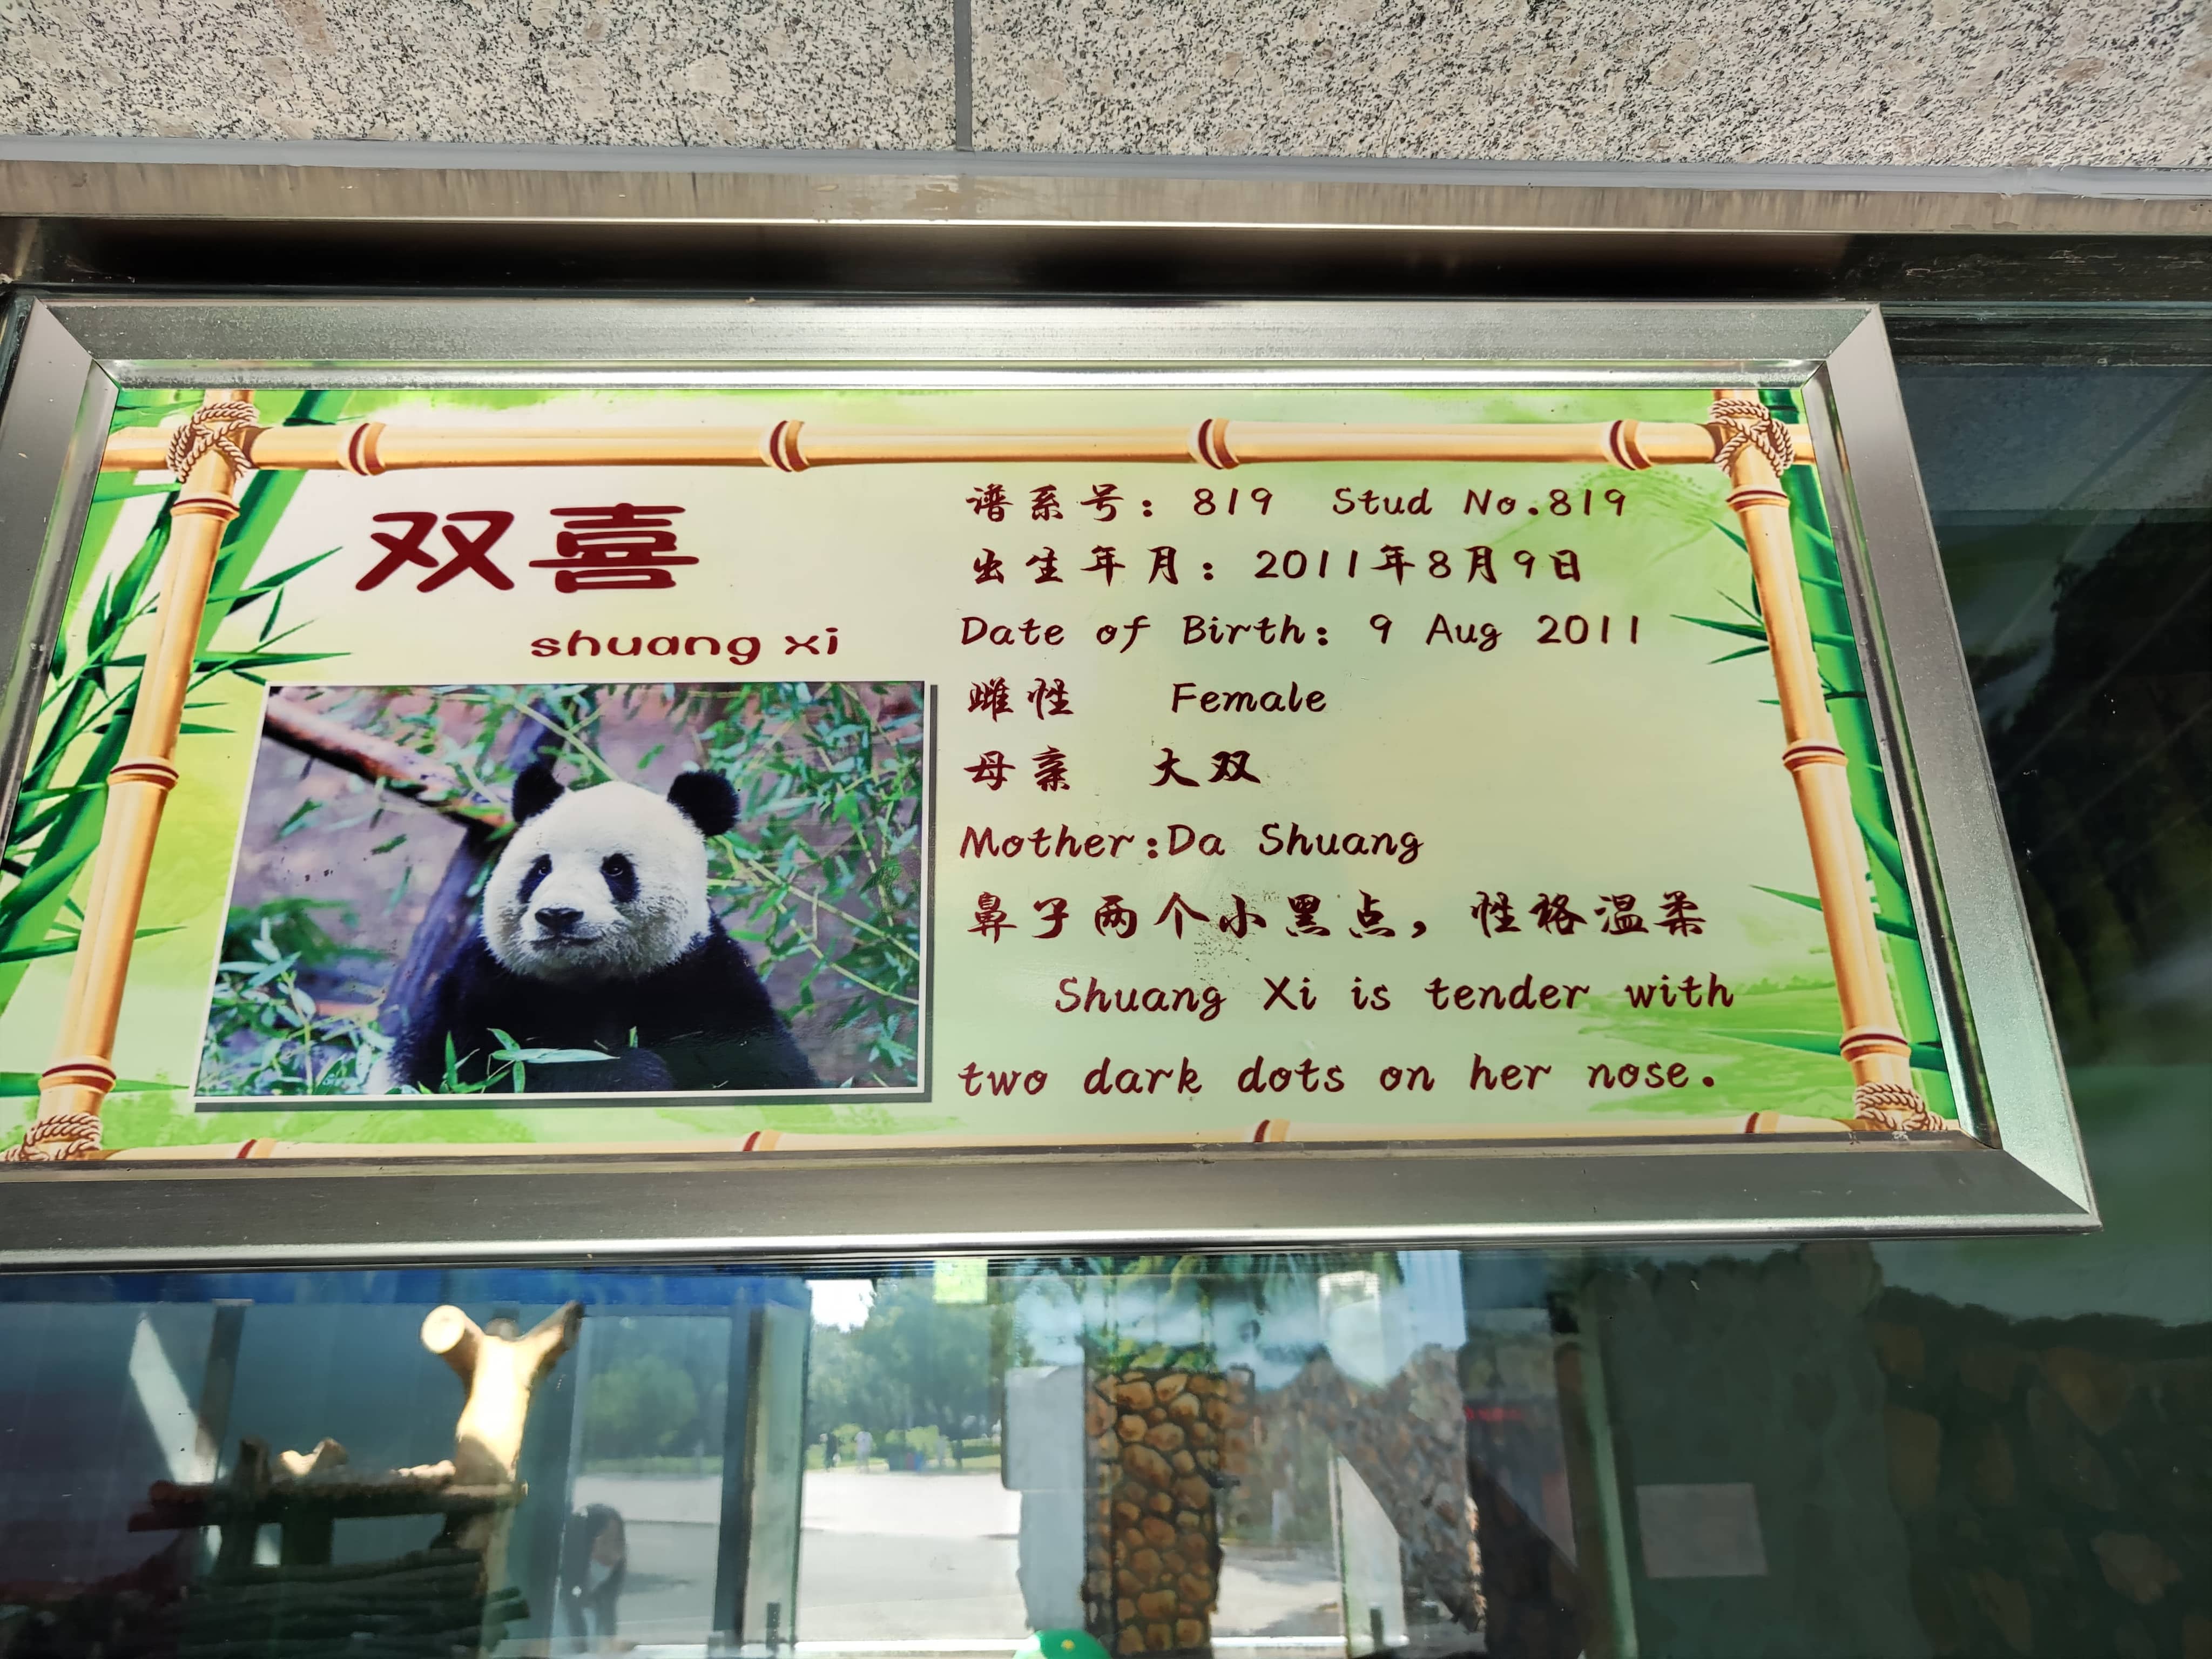 双喜
shuang xi
谱系号：819 Stud No.819
出生年月：2011年8月9日
Date of Birth: 9 Aug 2011
雌性 Female
母亲 大双
Mother:Da Shuang
鼻子两个小黑点，性格温柔
Shuang Xi is tender with
two dark dots on her nose.